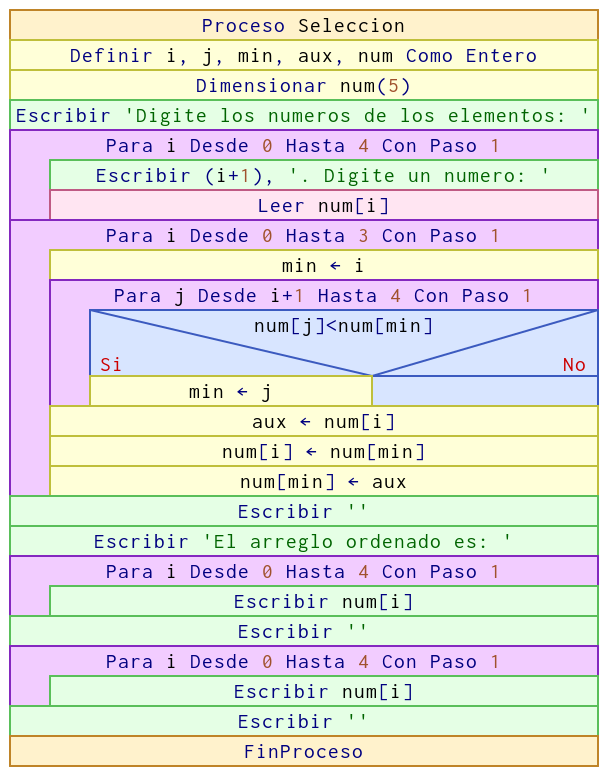 Proceso Seleccion
Definir i, j, min, aux, num Como Entero
Dimensionar num(5)
Escribir 'Digite los numeros de los elementos: '
Para i Desde 0 Hasta 4 Con Paso 1
Escribir (i+1), '. Digite un numero: '
Leer num[i]
Para i Desde 0 Hasta 3 Con Paso 1
min ← i
Para j Desde i+1 Hasta 4 Con Paso 1
num[j]<num[min]
Si No
min ← j
aux ← num[i]
num[i] ← num[min]
num[min] ← aux
Escribir ''
Escribir 'El arreglo ordenado es: '
Para i Desde 0 Hasta 4 Con Paso 1
Escribir num[i]
Escribir ''
Para i Desde 0 Hasta 4 Con Paso 1
Escribir num[i]
Escribir ''
FinProceso